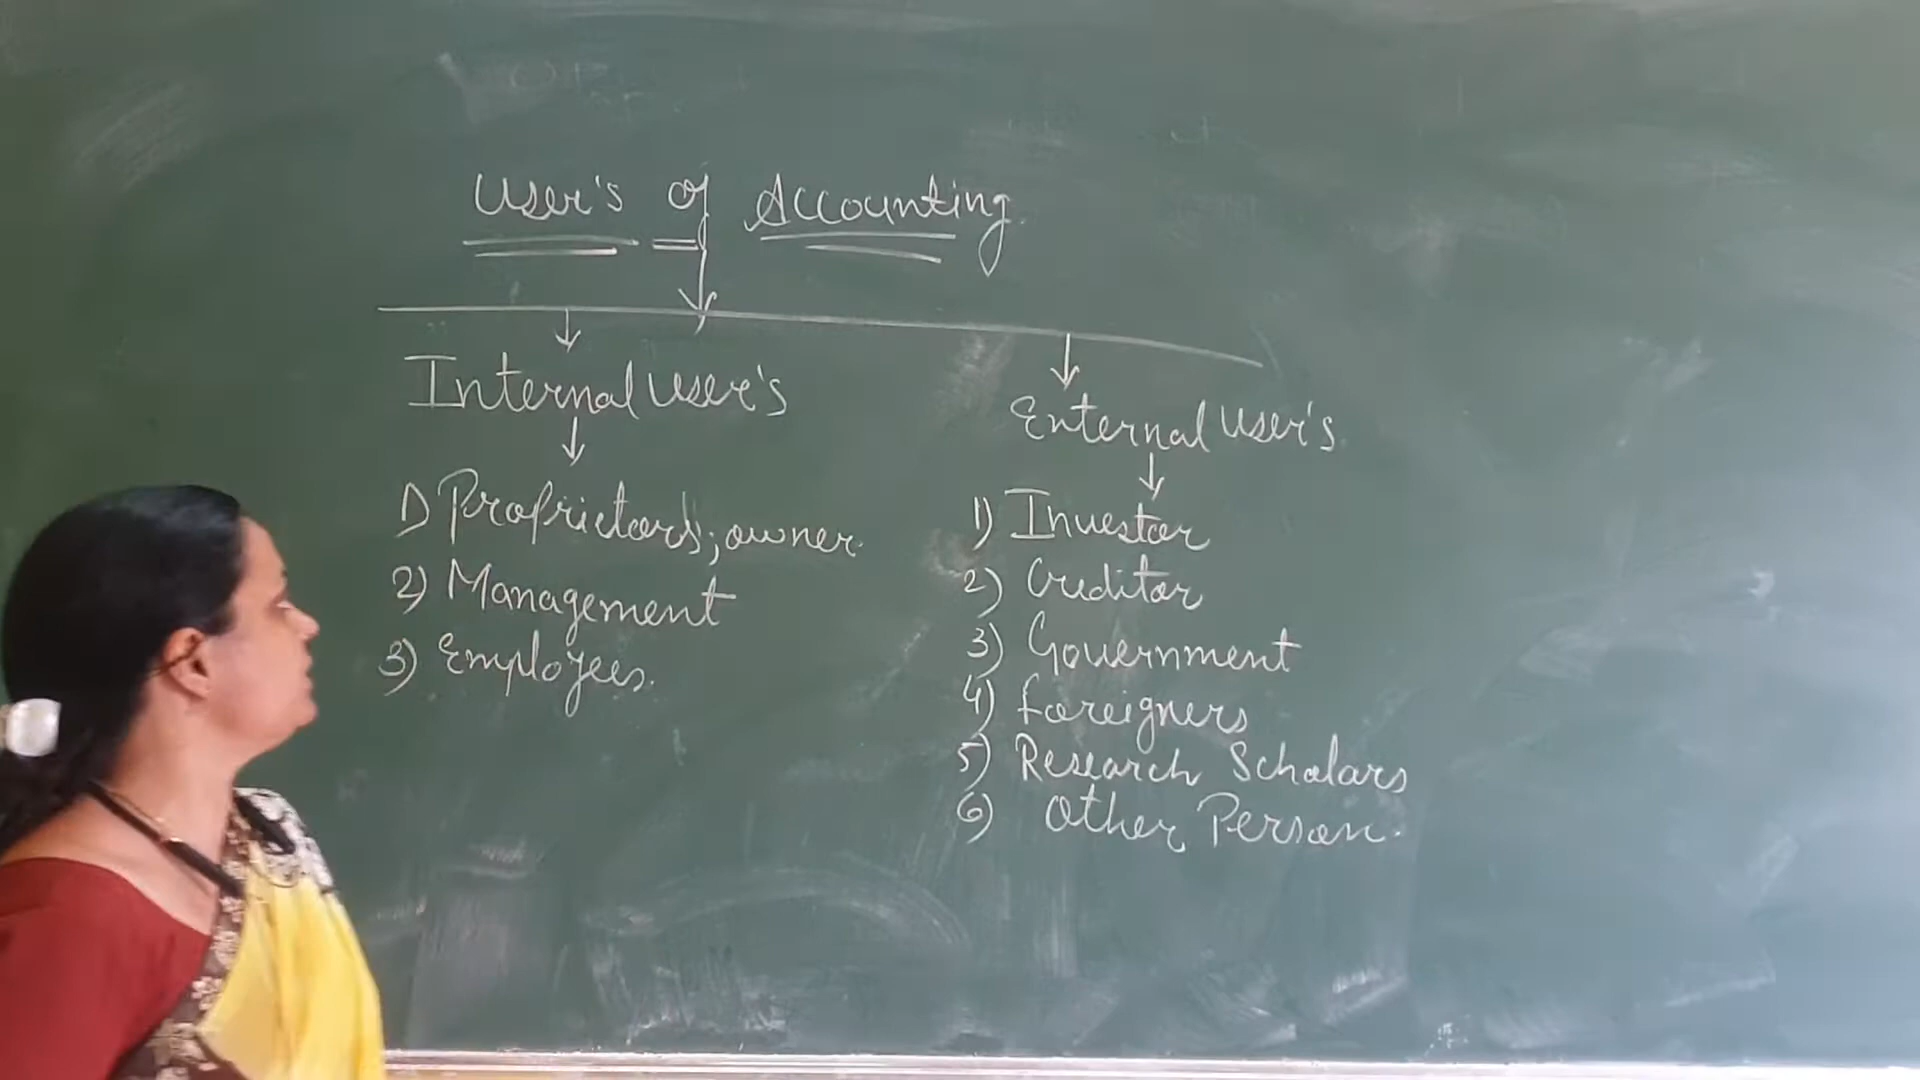 User's of Accounting
Internal User's
1) Proprietor's, owner.
2) Management
3) Employees.
External User's
1) Investor
2) Creditor
3) Government
4) foreigners
5) Research Scholars
6) Other Person.